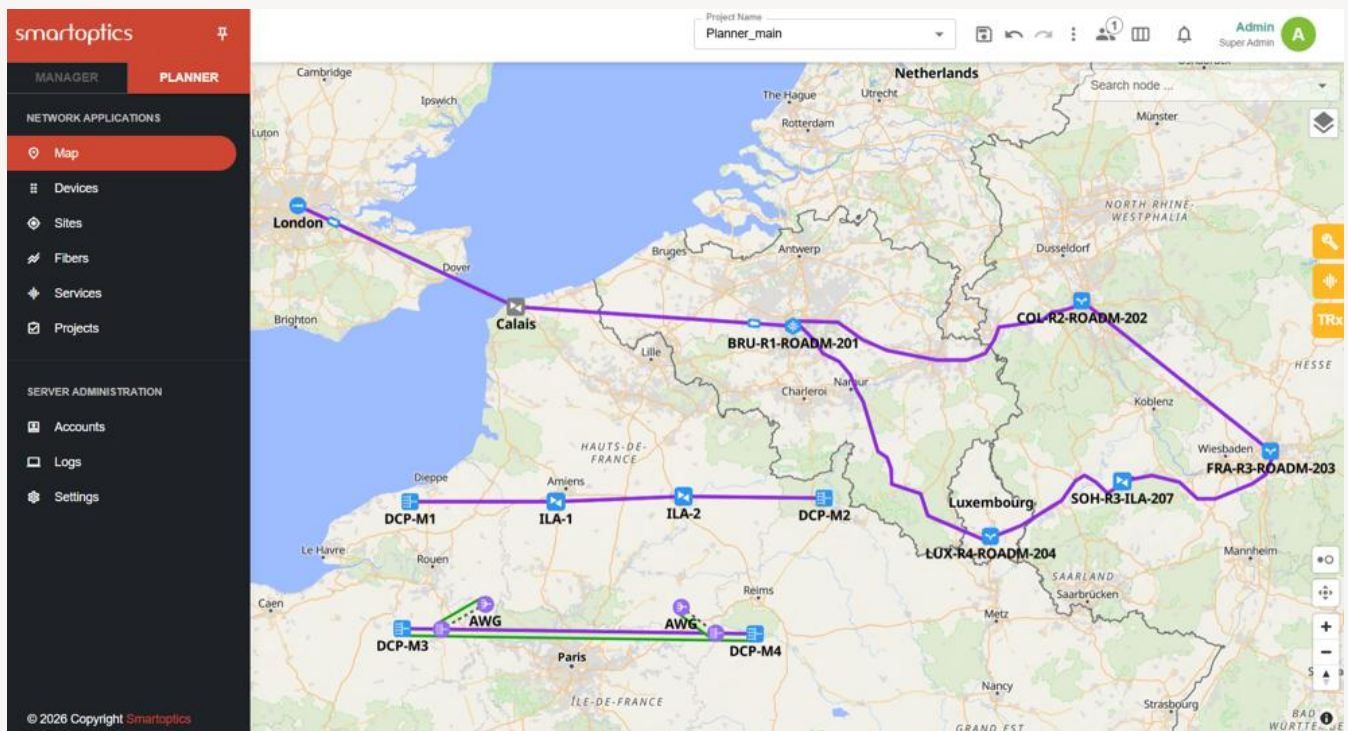 smartoptics
Project Name
Planner_main
1
Admin
Super Admin
A
MANAGER
PLANNER
NETWORK APPLICATIONS
Map
Devices
Sites
Fibers
Services
Projects
SERVER ADMINISTRATION
Accounts
Logs
Settings
© 2026 Copyright Smartoptics
Search node ...
TRx
Cambridge
Ipswich
Luton
London
Dover
Brighton
Calais
The Hague
Utrecht
Netherlands
Rotterdam
Münster
NORTH RHINE-
WESTPHALIA
Bruges
Antwerp
Dusseldorf
COL-R2-ROADM-202
BRU-R1-ROADM-201
Lille
Charleroi
Namur
HESSE
Koblenz
Wiesbaden
FRA-R3-ROADM-203
HAUTS-DE-
FRANCE
Dieppe
Amiens
DCP-M1
ILA-1
ILA-2
DCP-M2
Luxembourg
SOH-R3-ILA-207
LUX-R4-ROADM-204
Le Havre
Rouen
Mannheim
SAARLAND
Saarbrücken
Caen
Reims
Metz
AWG
AWG
DCP-M3
DCP-M4
Paris
ÎLE-DE-FRANCE
Nancy
Strasbourg
GRAND EST
BAD
WÜRTTE